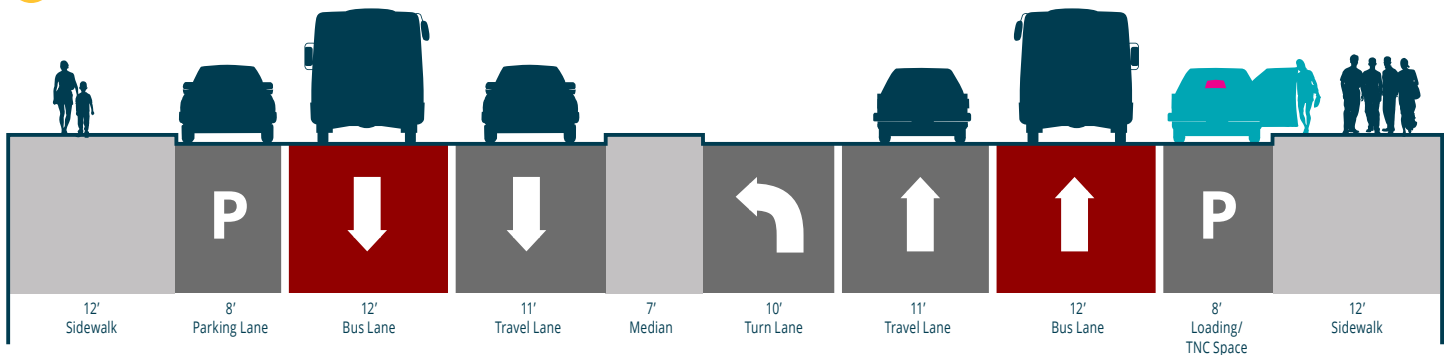 P
P
12′
Sidewalk
8′
Parking Lane
12′
Bus Lane
11′
Travel Lane
7′
Median
10′
Turn Lane
11′
Travel Lane
12′
Bus Lane
8′
Loading/
TNC Space
12′
Sidewalk